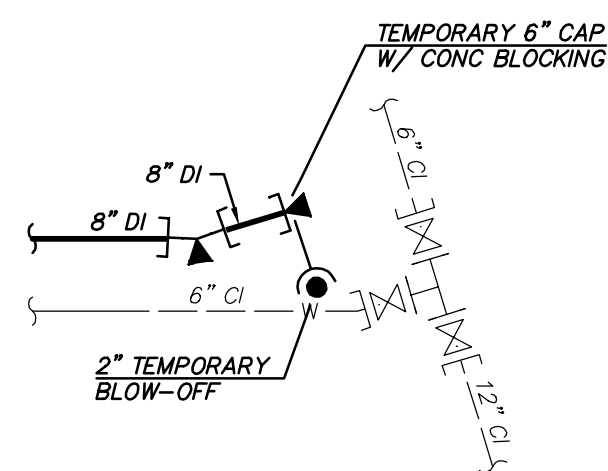 TEMPORARY 6" CAP
W/ CONC BLOCKING
6" CI
8" DI
8" DI
6" CI
W
2" TEMPORARY
BLOW-OFF
12" CI